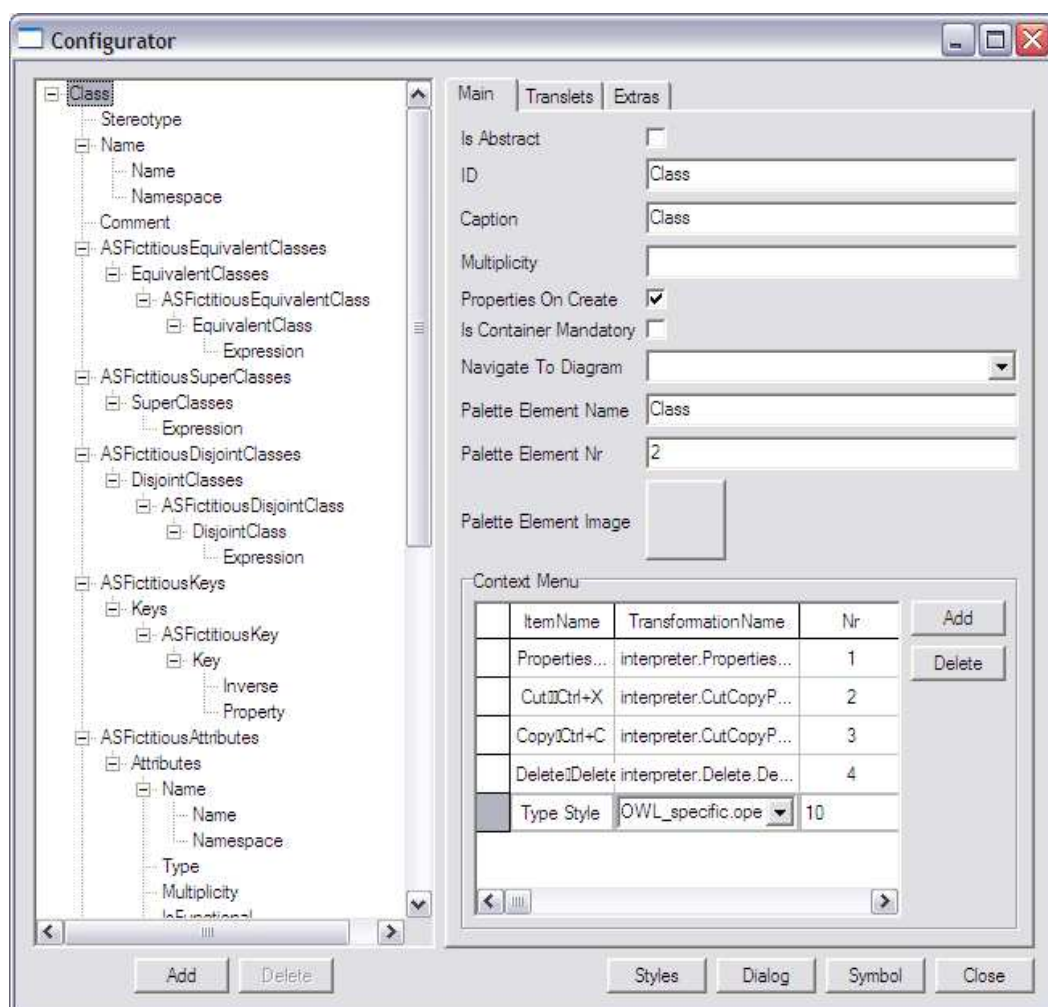 Configurator
Class
Stereotype
Name
Name
Namespace
Comment
ASFictitiousEquivalentClasses
EquivalentClasses
ASFictitiousEquivalentClass
EquivalentClass
Expression
ASFictitiousSuperClasses
SuperClasses
Expression
ASFictitiousDisjointClasses
DisjointClasses
ASFictitiousDisjointClass
DisjointClass
Expression
ASFictitiousKeys
Keys
ASFictitiousKey
Key
Inverse
Property
ASFictitiousAttributes
Attributes
Name
Name
Namespace
Type
Multiplicity
IsFunctional
Add Delete
Main Translets Extras
Is Abstract
ID Class
Caption Class
Multiplicity
Properties On Create
Is Container Mandatory
Navigate To Diagram
Palette Element Name Class
Palette Element Nr 2
Palette Element Image
Context Menu
ItemName TransformationName Nr
Properties... interpreter.Properties... 1
Cut Ctrl+X interpreter.CutCopyP... 2
Copy Ctrl+C interpreter.CutCopyP... 3
Delete Delete interpreter.Delete.De... 4
Type Style OWL_specific.ope 10
Add
Delete
Styles Dialog Symbol Close